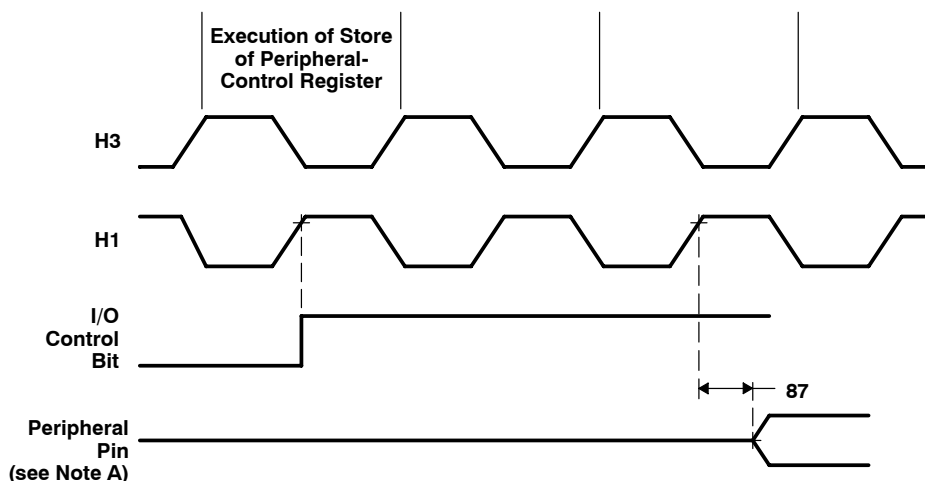 Execution of Store
of Peripheral-
Control Register
H3
H1
I/O
Control
Bit
87
Peripheral
Pin
(see Note A)